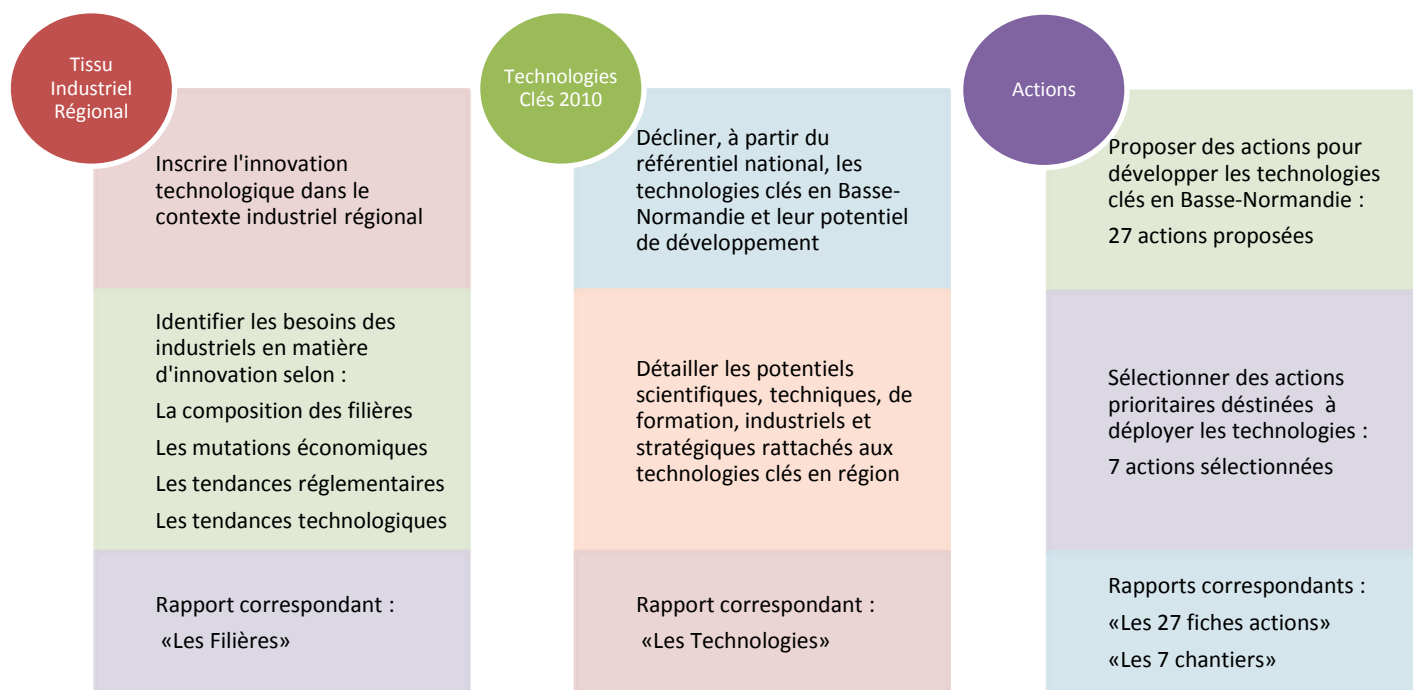 Tissu
Industriel
Régional
Inscrire l'innovation
technologique dans le
contexte industriel régional
Identifier les besoins des
industriels en matière
d'innovation selon :
La composition des filières
Les mutations économiques
Les tendances réglementaires
Les tendances technologiques
Rapport correspondant :
«Les Filières»
Technologies
Clés 2010
Décliner, à partir du
référentiel national, les
technologies clés en Basse-
Normandie et leur potentiel
de développement
Détailler les potentiels
scientifiques, techniques, de
formation, industriels et
stratégiques rattachés aux
technologies clés en région
Rapport correspondant :
«Les Technologies»
Actions
Proposer des actions pour
développer les technologies
clés en Basse-Normandie :
27 actions proposées
Sélectionner des actions
prioritaires déstinées à
déployer les technologies :
7 actions sélectionnées
Rapports correspondants :
«Les 27 fiches actions»
«Les 7 chantiers»